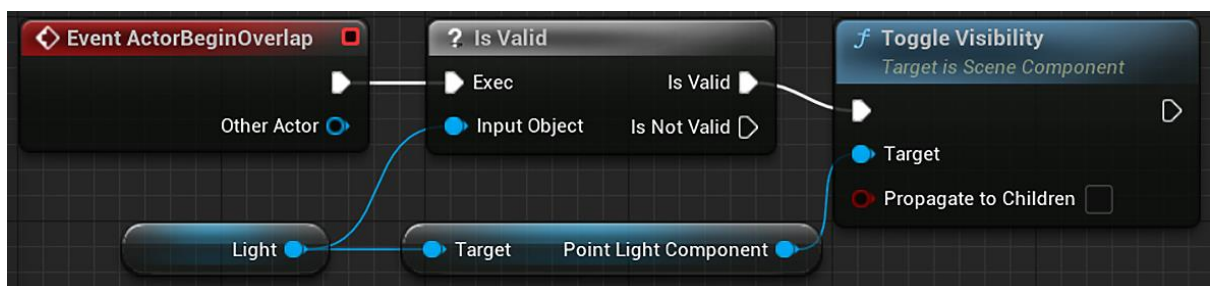 Event ActorBeginOverlap
Other Actor
? Is Valid
Exec Is Valid
Input Object Is Not Valid
f Toggle Visibility
Target is Scene Component
Target
Propagate to Children
Light
Target Point Light Component